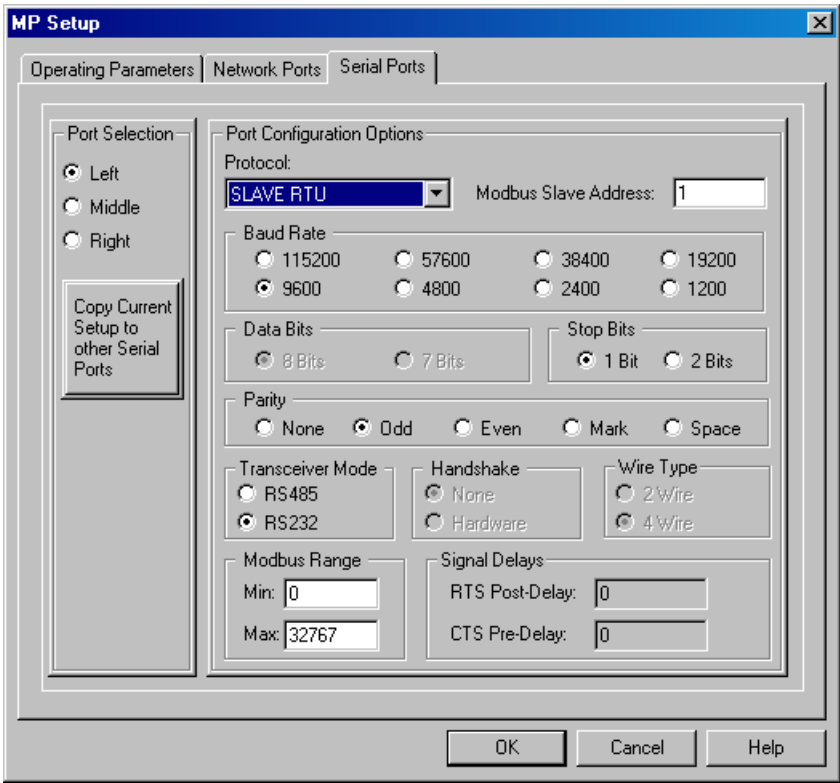 MP Setup
Operating Parameters Network Ports Serial Ports
Port Selection
Left
Middle
Right
Copy Current
Setup to
other Serial
Ports
Port Configuration Options
Protocol:
SLAVE RTU Modbus Slave Address: 1
Baud Rate
115200 57600 38400 19200
9600 4800 2400 1200
Data Bits Stop Bits
8 Bits 7 Bits 1 Bit 2 Bits
Parity
None Odd Even Mark Space
Transceiver Mode Handshake Wire Type
RS485 None 2 Wire
RS232 Hardware 4 Wire
Modbus Range Signal Delays
Min: 0 RTS Post-Delay: 0
Max: 32767 CTS Pre-Delay: 0
OK Cancel Help